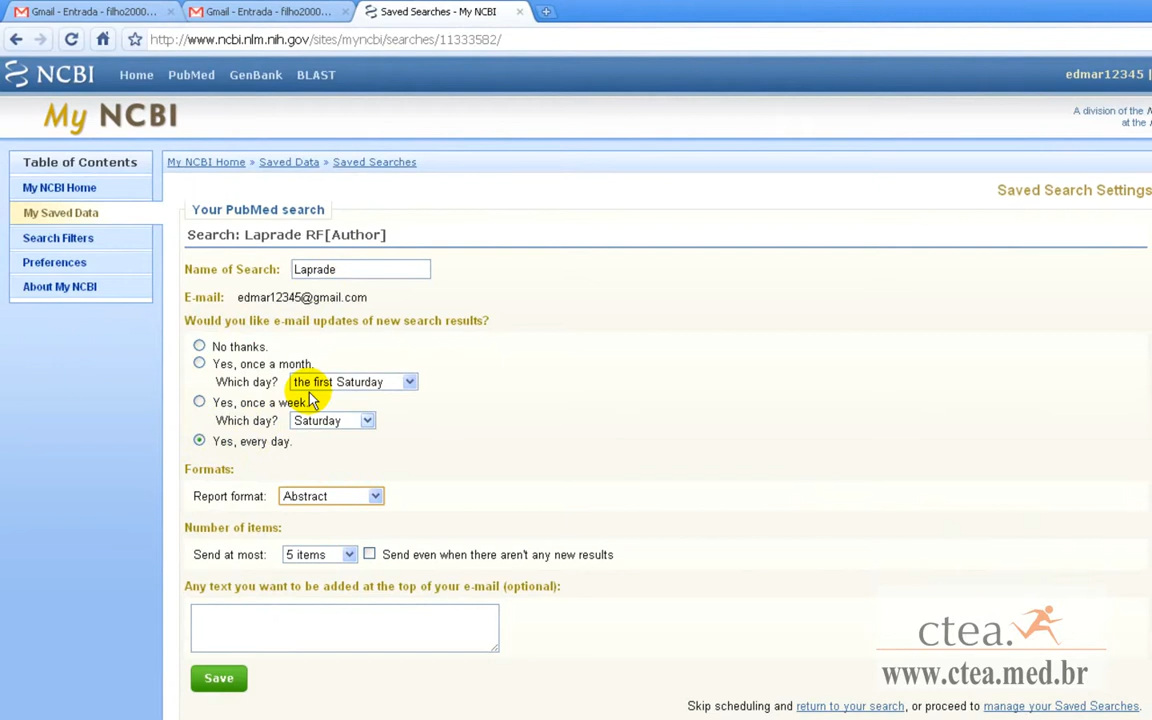 Gmail - Entrada - filho2000...
Gmail - Entrada - filho2000...
Saved Searches - My NCBI
http://www.ncbi.nlm.nih.gov/sites/myncbi/searches/11333582/
NCBI Home PubMed GenBank BLAST edmar12345 |
My NCBI
A division of the
at the
Table of Contents
My NCBI Home
My Saved Data
Search Filters
Preferences
About My NCBI
My NCBI Home » Saved Data » Saved Searches
Saved Search Settings
Your PubMed search
Search: Laprade RF[Author]
Name of Search: Laprade
E-mail: edmar12345@gmail.com
Would you like e-mail updates of new search results?
No thanks.
Yes, once a month.
Which day? the first Saturday
Yes, once a week.
Which day? Saturday
Yes, every day.
Formats:
Report format: Abstract
Number of items:
Send at most: 5 items Send even when there aren't any new results
Any text you want to be added at the top of your e-mail (optional):
Save
ctea.
www.ctea.med.br
Skip scheduling and return to your search, or proceed to manage your Saved Searches.